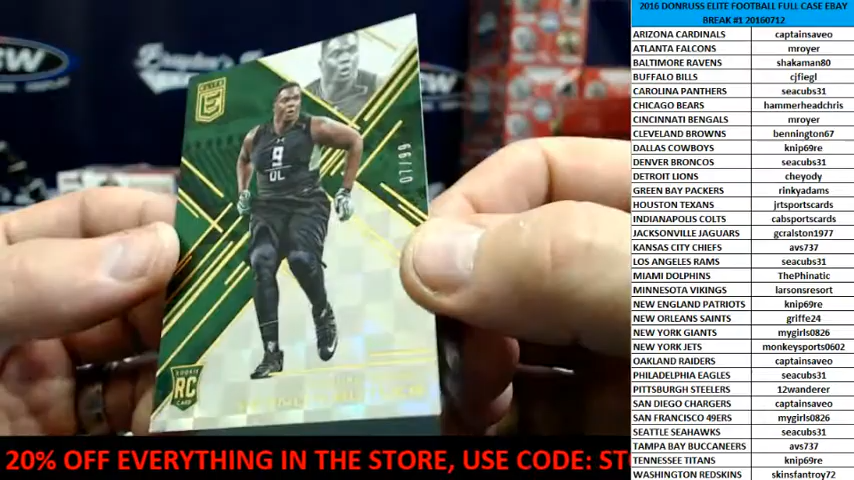 2016 DONRUSS ELITE FOOTBALL FULL CASE EBAY
BREAK #1 20160712
ARIZONA CARDINALS captainsaveo
ATLANTA FALCONS mroyer
BALTIMORE RAVENS shakaman80
BUFFALO BILLS cjfiegl
CAROLINA PANTHERS seacubs31
CHICAGO BEARS hammerheadchris
CINCINNATI BENGALS mroyer
CLEVELAND BROWNS bennington67
DALLAS COWBOYS knip69re
DENVER BRONCOS seacubs31
DETROIT LIONS cheyody
GREEN BAY PACKERS rinkyadams
HOUSTON TEXANS jrtsportscards
INDIANAPOLIS COLTS cabsportscards
JACKSONVILLE JAGUARS gcralston1977
KANSAS CITY CHIEFS avs737
LOS ANGELES RAMS seacubs31
MIAMI DOLPHINS ThePhinatic
MINNESOTA VIKINGS larsonsresort
NEW ENGLAND PATRIOTS knip69re
NEW ORLEANS SAINTS griffe24
NEW YORK GIANTS mygirls0826
NEW YORK JETS monkeysports0602
OAKLAND RAIDERS captainsaveo
PHILADELPHIA EAGLES seacubs31
PITTSBURGH STEELERS 12wanderer
SAN DIEGO CHARGERS captainsaveo
SAN FRANCISCO 49ERS mygirls0826
SEATTLE SEAHAWKS seacubs31
TAMPA BAY BUCCANEERS avs737
TENNESSEE TITANS knip69re
WASHINGTON REDSKINS skinsfantroy72
ELITE
E
07/99
9
OL
ROOKIE
RC
CARD
20% OFF EVERYTHING IN THE STORE, USE CODE: ST